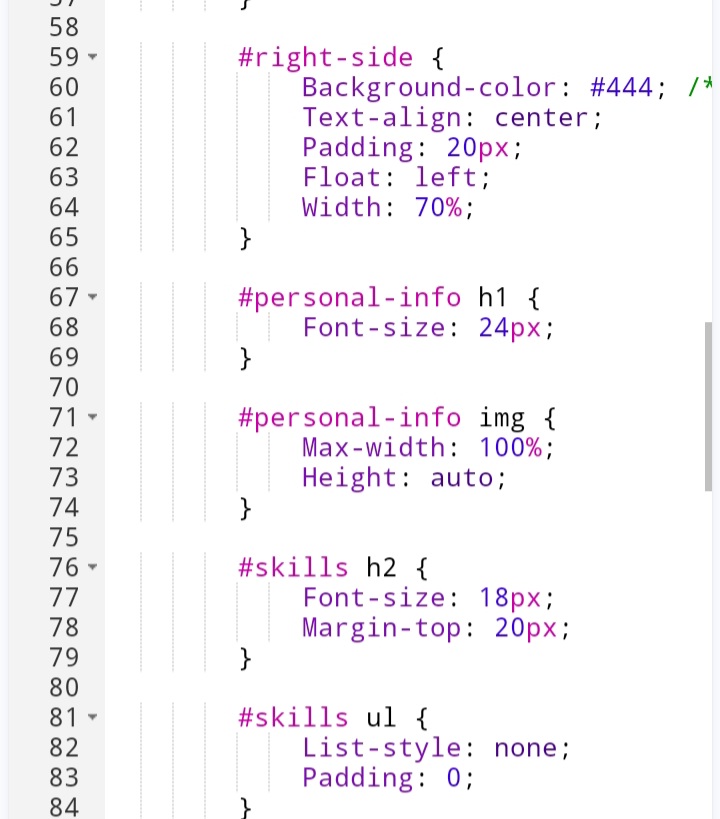 58
59 #right-side {
60 Background-color: #444; /*
61 Text-align: center;
62 Padding: 20px;
63 Float: left;
64 Width: 70%;
65 }
66
67 #personal-info h1 {
68 Font-size: 24px;
69 }
70
71 #personal-info img {
72 Max-width: 100%;
73 Height: auto;
74 }
75
76 #skills h2 {
77 Font-size: 18px;
78 Margin-top: 20px;
79 }
80
81 #skills ul {
82 List-style: none;
83 Padding: 0;
84 }